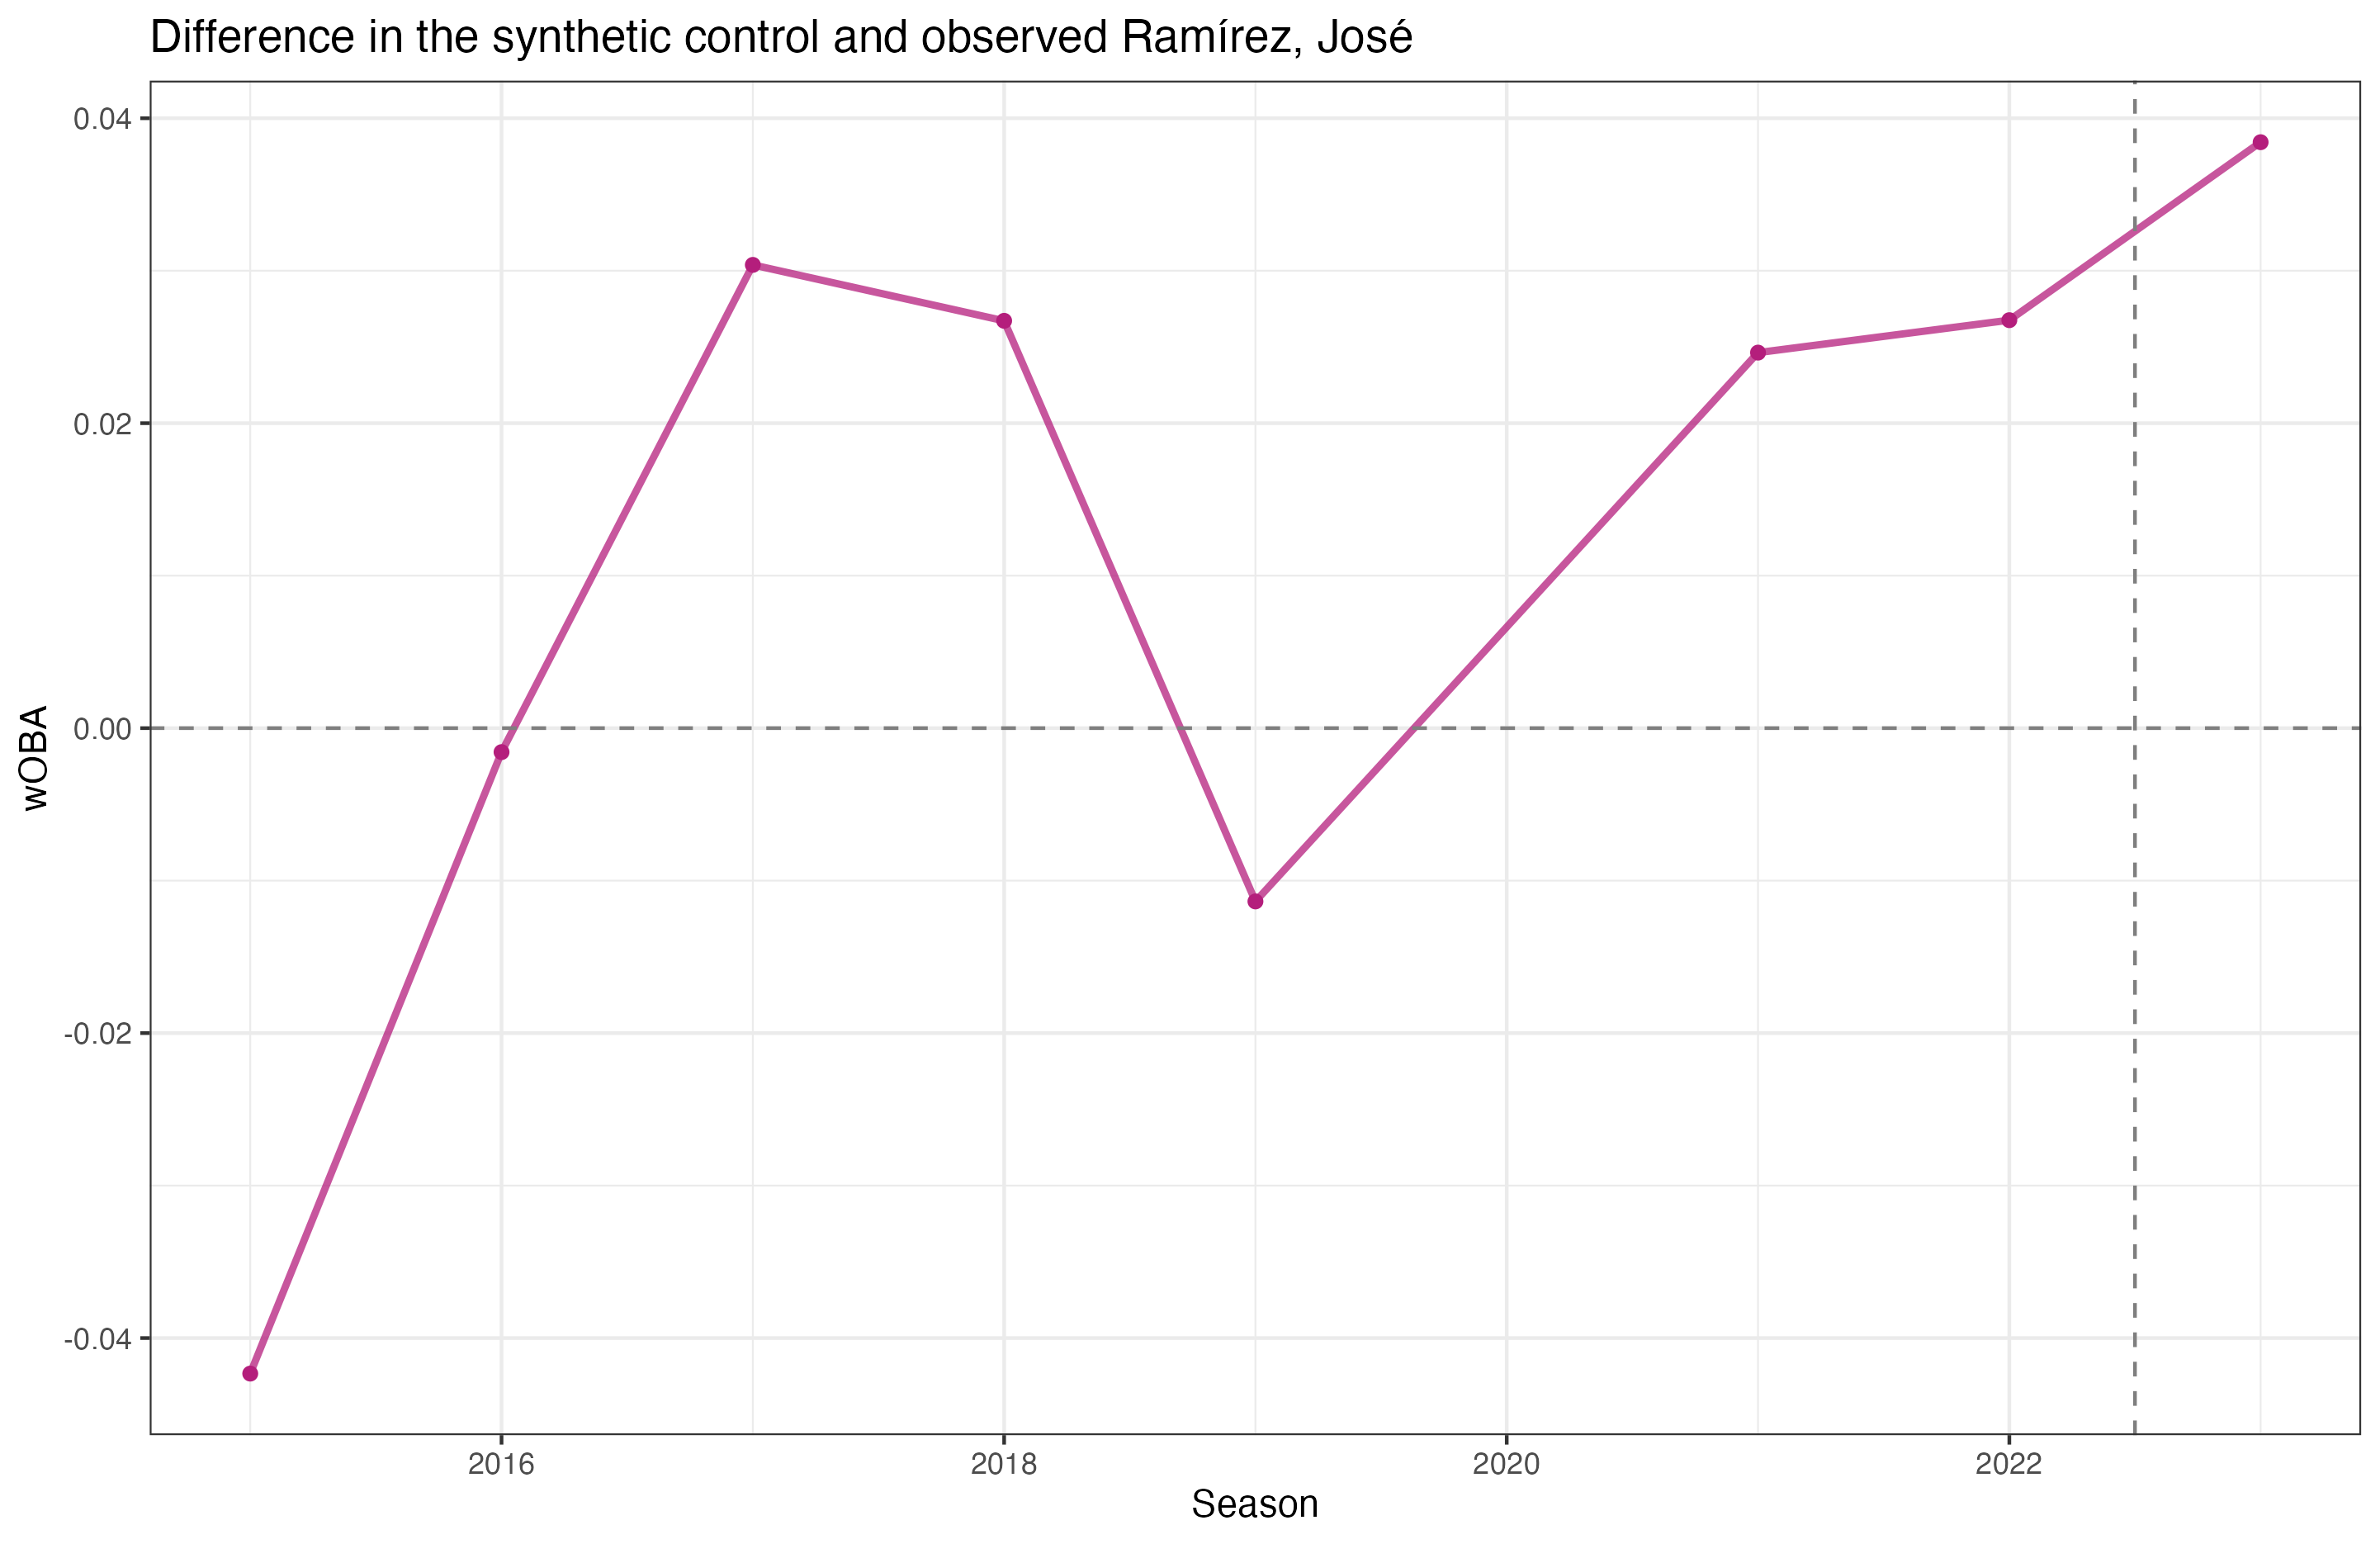 Difference in the synthetic control and observed Ramírez, José
wOBA
0.04
0.02
0.00
-0.02
-0.04
2016 2018 2020 2022
Season